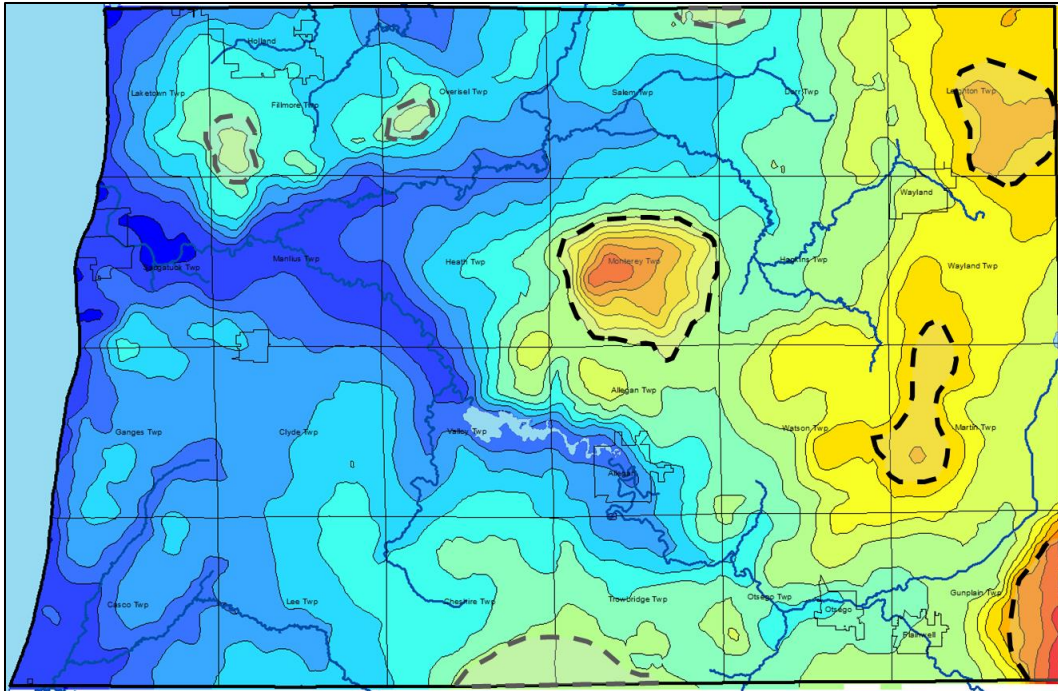 Holland
Laketown Twp
Fillmore Twp
Overisel Twp
Salem Twp
Dorr Twp
Leighton Twp
Wayland
Saugatuck Twp
Manlius Twp
Heath Twp
Monterey Twp
Hopkins Twp
Wayland Twp
Allegan Twp
Ganges Twp
Clyde Twp
Valley Twp
Watson Twp
Martin Twp
Allegan
Casco Twp
Lee Twp
Cheshire Twp
Trowbridge Twp
Otsego Twp
Otsego
Gunplain Twp
Plainwell